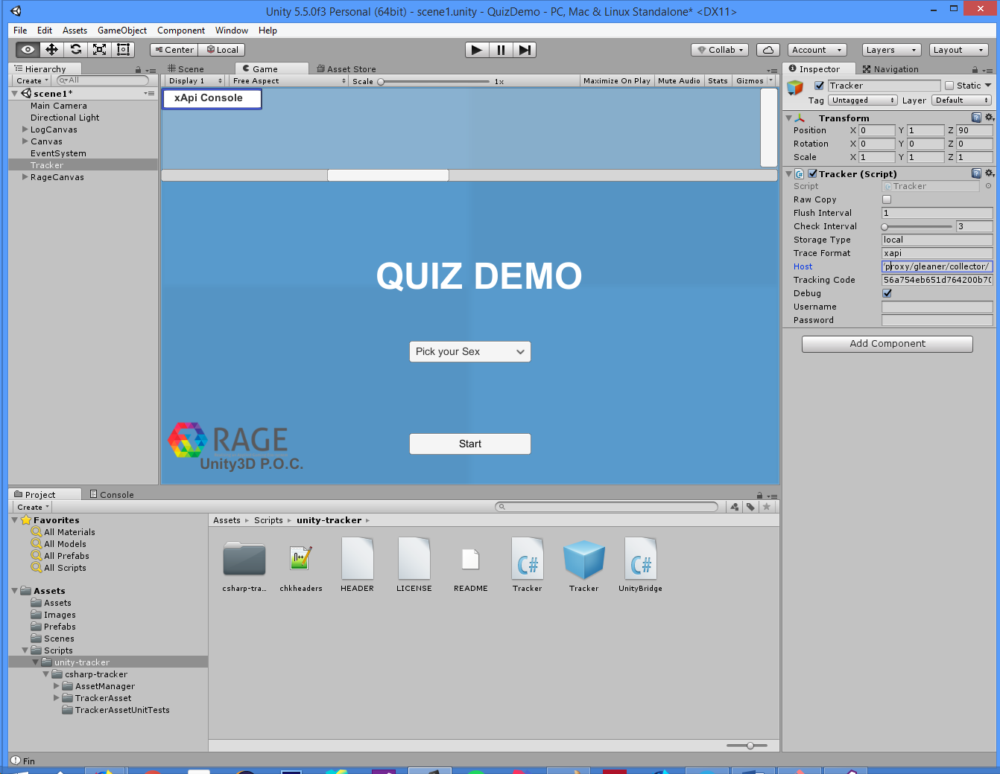 Unity 5.5.0f3 Personal (64bit) - scene1.unity - QuizDemo - PC, Mac & Linux Standalone* <DX11>
File Edit Assets GameObject Component Window Help
Center Local Collab Account Layers Layout
Hierarchy
Create All
scene1*
Main Camera
Directional Light
LogCanvas
Canvas
EventSystem
Tracker
RageCanvas
Scene Game Asset Store
Display 1 Free Aspect Scale 1x Maximize On Play Mute Audio Stats Gizmos
xApi Console
QUIZ DEMO
Pick your Sex
Start
RAGE
Unity3D P.O.C.
Inspector Navigation
Tracker Static
Tag Untagged Layer Default
Transform
Position X 0 Y 1 Z 90
Rotation X 0 Y 0 Z 0
Scale X 1 Y 1 Z 1
Tracker (Script)
Script Tracker
Raw Copy
Flush Interval 1
Check Interval 3
Storage Type local
Trace Format xapi
Host /proxy/gleaner/collector/
Tracking Code 56a754eb651d764200b70
Debug
Username
Password
Add Component
Project Console
Create
Favorites
All Materials
All Models
All Prefabs
All Scripts
Assets
Assets
Images
Prefabs
Scenes
Scripts
unity-tracker
csharp-tracker
AssetManager
TrackerAsset
TrackerAssetUnitTests
Assets Scripts unity-tracker
csharp-tra... chkheaders HEADER LICENSE README Tracker Tracker UnityBridge
Fin